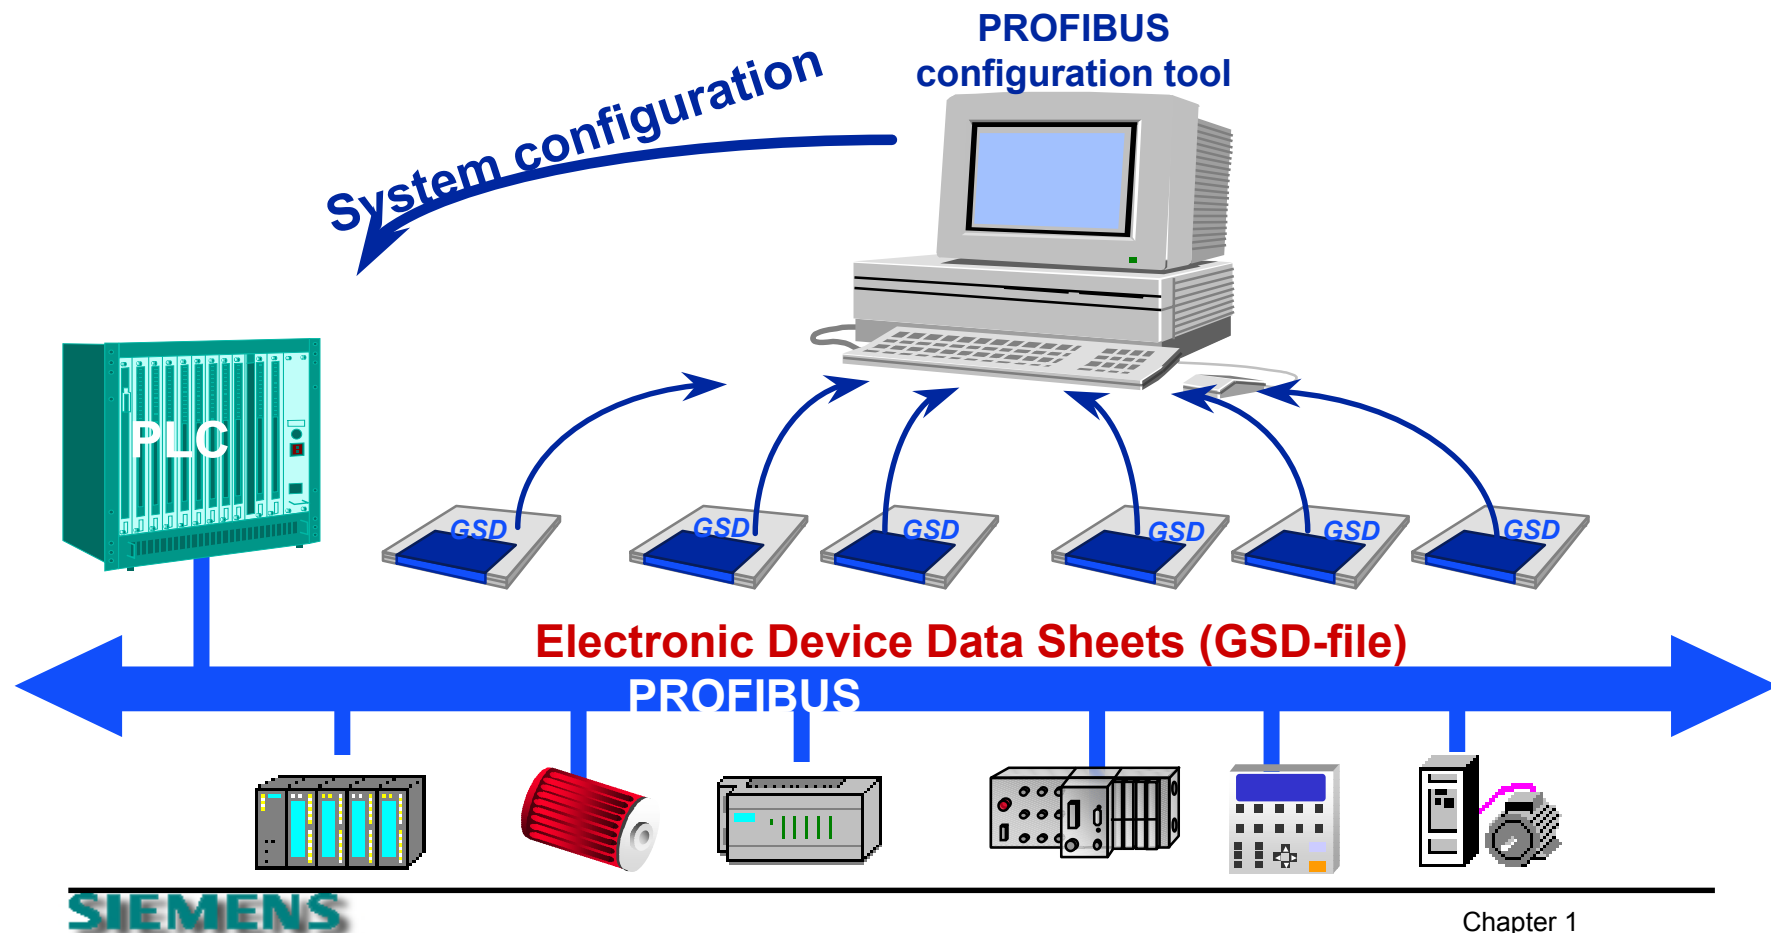 PROFIBUS
configuration tool
System configuration
PLC
GSD
GSD
GSD
GSD
GSD
GSD
Electronic Device Data Sheets (GSD-file)
PROFIBUS
SIEMENS
Chapter 1